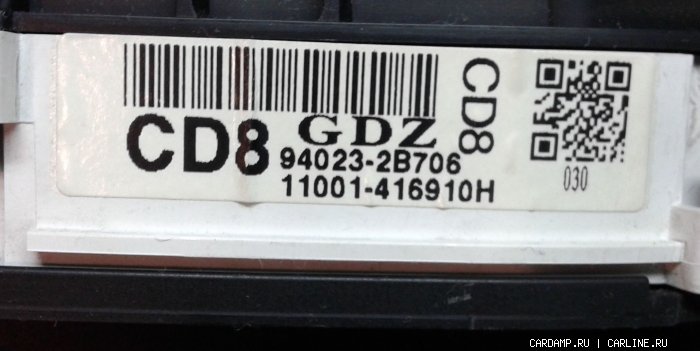 CD8
GDZ
CD8
94023-2B706
11001-416910H
030
CARDAMP.RU | CARLINE.RU